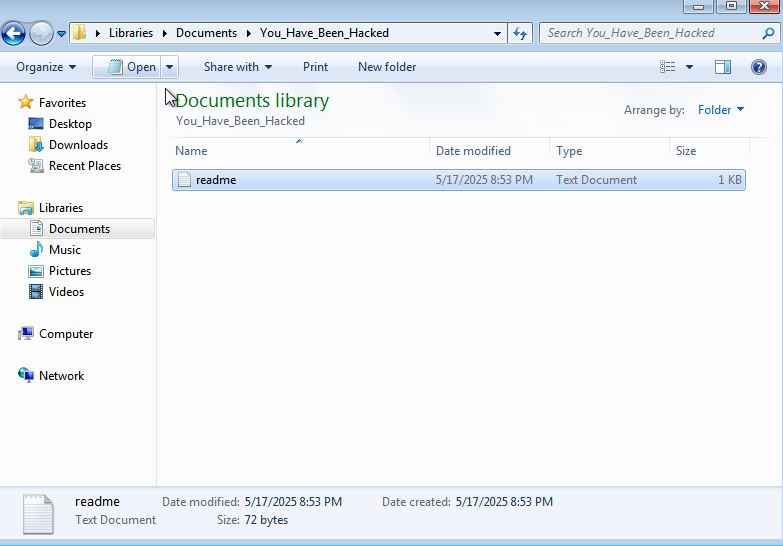 Libraries Documents You_Have_Been_Hacked Search You_Have_Been_Hacked
Organize Open Share with Print New folder
Favorites
Desktop
Downloads
Recent Places
Libraries
Documents
Music
Pictures
Videos
Computer
Network
Documents library
You_Have_Been_Hacked
Arrange by: Folder
Name Date modified Type Size
readme 5/17/2025 8:53 PM Text Document 1 KB
readme Date modified: 5/17/2025 8:53 PM Date created: 5/17/2025 8:53 PM
Text Document Size: 72 bytes